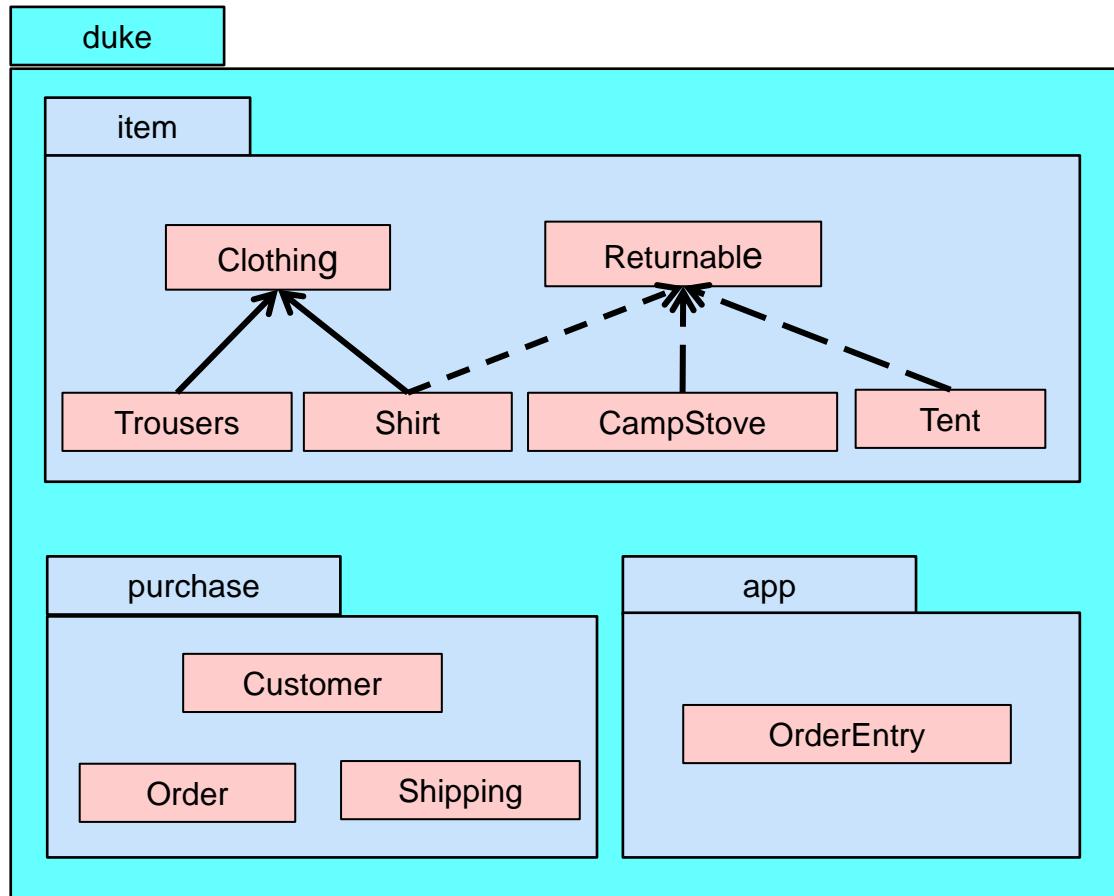 duke
item
Clothing
Returnable
Trousers
Shirt
CampStove
Tent
purchase
app
Customer
OrderEntry
Order
Shipping